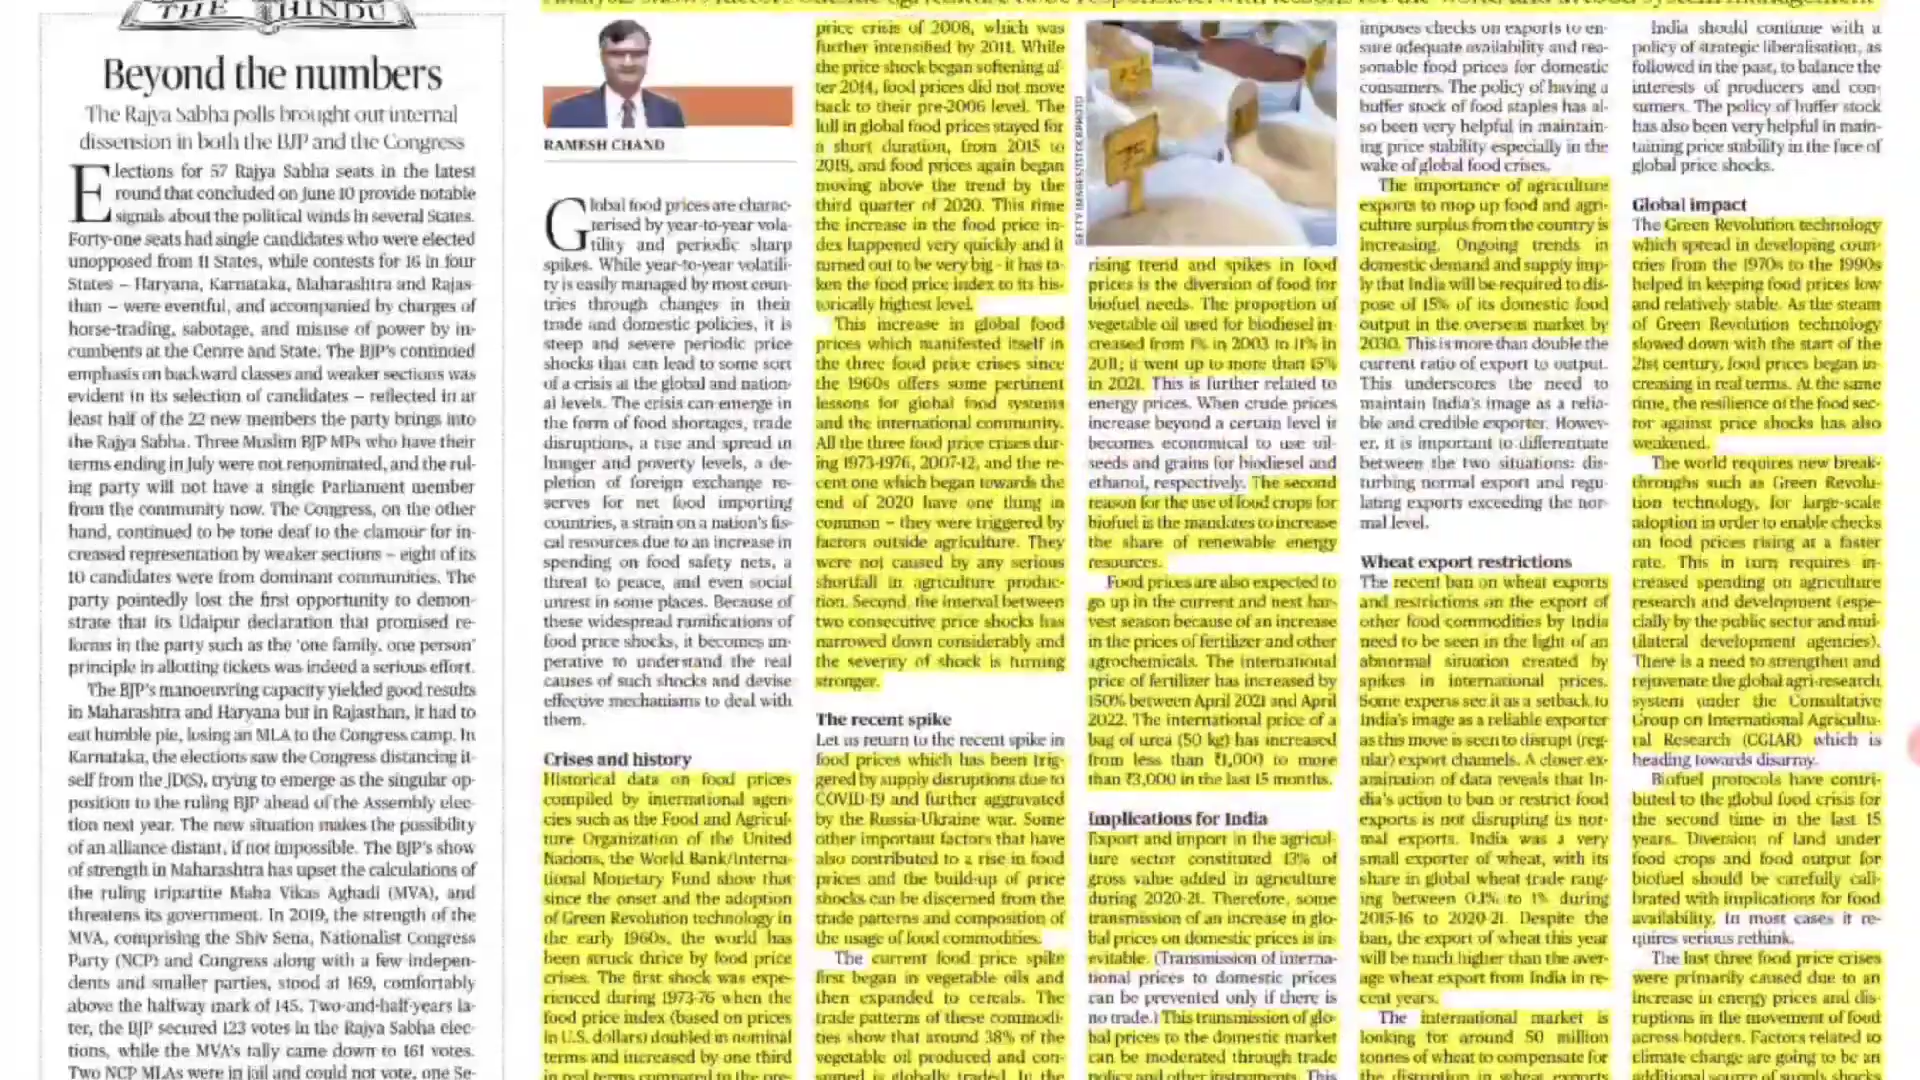 THE HINDU
Beyond the numbers
The Rajya Sabha polls brought out internal
dissension in both the BJP and the Congress
Elections for 57 Rajya Sabha seats in the latest
round that concluded on June 10 provide notable
signals about the political winds in several States.
Forty-one seats had single candidates who were elected
unopposed from 11 States, while contests for 16 in four
States – Haryana, Karnataka, Maharashtra and Rajas-
than – were eventful, and accompanied by charges of
horse-trading, sabotage, and misuse of power by in-
cumbents at the Centre and State. The BJP's continued
emphasis on backward classes and weaker sections was
evident in its selection of candidates – reflected in at
least half of the 22 new members the party brings into
the Rajya Sabha. Three Muslim BJP MPs who have their
terms ending in July were not renominated, and the rul-
ing party will not have a single Parliament member
from the community now. The Congress, on the other
hand, continued to be tone deaf to the clamour for in-
creased representation by weaker sections – eight of its
10 candidates were from dominant communities. The
party pointedly lost the first opportunity to demon-
strate that its Udaipur declaration that promised re-
forms in the party such as the 'one family, one person'
principle in allotting tickets was indeed a serious effort.
The BJP's manoeuvring capacity yielded good results
in Maharashtra and Haryana but in Rajasthan, it had to
eat humble pie, losing an MLA to the Congress camp. In
Karnataka, the elections saw the Congress distancing it-
self from the JD(S), trying to emerge as the singular op-
position to the ruling BJP ahead of the Assembly elec-
tion next year. The new situation makes the possibility
of an alliance distant, if not impossible. The BJP's show
of strength in Maharashtra has upset the calculations of
the ruling tripartite Maha Vikas Aghadi (MVA), and
threatens its government. In 2019, the strength of the
MVA, comprising the Shiv Sena, Nationalist Congress
Party (NCP) and Congress along with a few indepen-
dents and smaller parties, stood at 169, comfortably
above the halfway mark of 145. Two-and-half-years la-
ter, the BJP secured 123 votes in the Rajya Sabha elec-
tions, while the MVA's tally came down to 161 votes.
Two NCP MLAs were in jail and could not vote, one Se-
RAMESH CHAND
Global food prices are charac-
terised by year-to-year vola-
tility and periodic sharp
spikes. While year-to-year volatili-
ty is easily managed by most coun-
tries through changes in their
trade and domestic policies, it is
steep and severe periodic price
shocks that can lead to some sort
of a crisis at the global and nation-
al levels. The crisis can emerge in
the form of food shortages, trade
disruptions, a rise and spread in
hunger and poverty levels, a de-
pletion of foreign exchange re-
serves for net food importing
countries, a strain on a nation's fis-
cal resources due to an increase in
spending on food safety nets, a
threat to peace, and even social
unrest in some places. Because of
these widespread ramifications of
food price shocks, it becomes im-
perative to understand the real
causes of such shocks and devise
effective mechanisms to deal with
them.
Crises and history
Historical data on food prices
compiled by international agen-
cies such as the Food and Agricul-
ture Organization of the United
Nations, the World Bank/Interna-
tional Monetary Fund show that
since the onset and the adoption
of Green Revolution technology in
the early 1960s, the world has
been struck thrice by food price
crises. The first shock was expe-
rienced during 1973-76 when the
food price index (based on prices
in U.S. dollars) doubled in nominal
terms and increased by one third
in real terms compared to the pre-
price crisis of 2008, which was
further intensified by 2011. While
the price shock began softening af-
ter 2014, food prices did not move
back to their pre-2006 level. The
lull in global food prices stayed for
a short duration, from 2015 to
2019, and food prices again began
moving above the trend by the
third quarter of 2020. This time
the increase in the food price in-
dex happened very quickly and it
turned out to be very big - it has ta-
ken the food price index to its his-
torically highest level.
This increase in global food
prices which manifested itself in
the three food price crises since
the 1960s offers some pertinent
lessons for global food systems
and the international community.
All the three food price crises dur-
ing 1973-1976, 2007-12, and the re-
cent one which began towards the
end of 2020 have one thing in
common – they were triggered by
factors outside agriculture. They
were not caused by any serious
shortfall in agriculture produc-
tion. Second, the interval between
two consecutive price shocks has
narrowed down considerably and
the severity of shock is turning
stronger.
The recent spike
Let us return to the recent spike in
food prices which has been trig-
gered by supply disruptions due to
COVID-19 and further aggravated
by the Russia-Ukraine war. Some
other important factors that have
also contributed to a rise in food
prices and the build-up of price
shocks can be discerned from the
trade patterns and composition of
the usage of food commodities.
The current food price spike
first began in vegetable oils and
then expanded to cereals. The
trade patterns of these commodi-
ties show that around 38% of the
vegetable oil produced and con-
sumed is globally traded. In the
GETTY IMAGES/ISTOCKPHOTO
rising trend and spikes in food
prices is the diversion of food for
biofuel needs. The proportion of
vegetable oil used for biodiesel in-
creased from 1% in 2003 to 11% in
2011; it went up to more than 15%
in 2021. This is further related to
energy prices. When crude prices
increase beyond a certain level it
becomes economical to use oil-
seeds and grains for biodiesel and
ethanol, respectively. The second
reason for the use of food crops for
biofuel is the mandates to increase
the share of renewable energy
resources.
Food prices are also expected to
go up in the current and next har-
vest season because of an increase
in the prices of fertilizer and other
agrochemicals. The international
price of fertilizer has increased by
150% between April 2021 and April
2022. The international price of a
bag of urea (50 kg) has increased
from less than ₹1,000 to more
than ₹3,000 in the last 15 months.
Implications for India
Export and import in the agricul-
ture sector constituted 13% of
gross value added in agriculture
during 2020-21. Therefore, some
transmission of an increase in glo-
bal prices on domestic prices is in-
evitable. (Transmission of interna-
tional prices to domestic prices
can be prevented only if there is
no trade.) This transmission of glo-
bal prices to the domestic market
can be moderated through trade
policy and other instruments. This
imposes checks on exports to en-
sure adequate availability and rea-
sonable food prices for domestic
consumers. The policy of having a
buffer stock of food staples has al-
so been very helpful in maintain-
ing price stability especially in the
wake of global food crises.
The importance of agriculture
exports to mop up food and agri-
culture surplus from the country is
increasing. Ongoing trends in
domestic demand and supply imp-
ly that India will be required to dis-
pose of 15% of its domestic food
output in the overseas market by
2030. This is more than double the
current ratio of export to output.
This underscores the need to
maintain India's image as a relia-
ble and credible exporter. Howev-
er, it is important to differentiate
between the two situations: dis-
turbing normal export and regu-
lating exports exceeding the nor-
mal level.
Wheat export restrictions
The recent ban on wheat exports
and restrictions on the export of
other food commodities by India
need to be seen in the light of an
abnormal situation created by
spikes in international prices.
Some experts see it as a setback to
India's image as a reliable exporter
as this move is seen to disrupt (reg-
ular) export channels. A closer ex-
amination of data reveals that In-
dia's action to ban or restrict food
exports is not disrupting its nor-
mal exports. India was a very
small exporter of wheat, with its
share in global wheat trade rang-
ing between 0.1% to 1% during
2015-16 to 2020-21. Despite the
ban, the export of wheat this year
will be much higher than the aver-
age wheat export from India in re-
cent years.
The international market is
looking for around 50 million
tonnes of wheat to compensate for
the disruption in wheat exports
India should continue with a
policy of strategic liberalisation, as
followed in the past, to balance the
interests of producers and con-
sumers. The policy of buffer stock
has also been very helpful in main-
taining price stability in the face of
global price shocks.
Global impact
The Green Revolution technology
which spread in developing coun-
tries from the 1970s to the 1990s
helped in keeping food prices low
and relatively stable. As the steam
of Green Revolution technology
slowed down with the start of the
21st century, food prices began in-
creasing in real terms. At the same
time, the resilience of the food sec-
tor against price shocks has also
weakened.
The world requires new break-
throughs such as Green Revolu-
tion technology, for large-scale
adoption in order to enable checks
on food prices rising at a faster
rate. This in turn requires in-
creased spending on agriculture
research and development (espe-
cially by the public sector and mul-
tilateral development agencies).
There is a need to strengthen and
rejuvenate the global agri-research
system under the Consultative
Group on International Agricultu-
ral Research (CGIAR) which is
heading towards disarray.
Biofuel protocols have contri-
buted to the global food crisis for
the second time in the last 15
years. Diversion of land under
food crops and food output for
biofuel should be carefully cali-
brated with implications for food
availability. In most cases it re-
quires serious rethink.
The last three food price crises
were primarily caused due to an
increase in energy prices and dis-
ruptions in the movement of food
across borders. Factors related to
climate change are going to be an
additional source of supply shocks